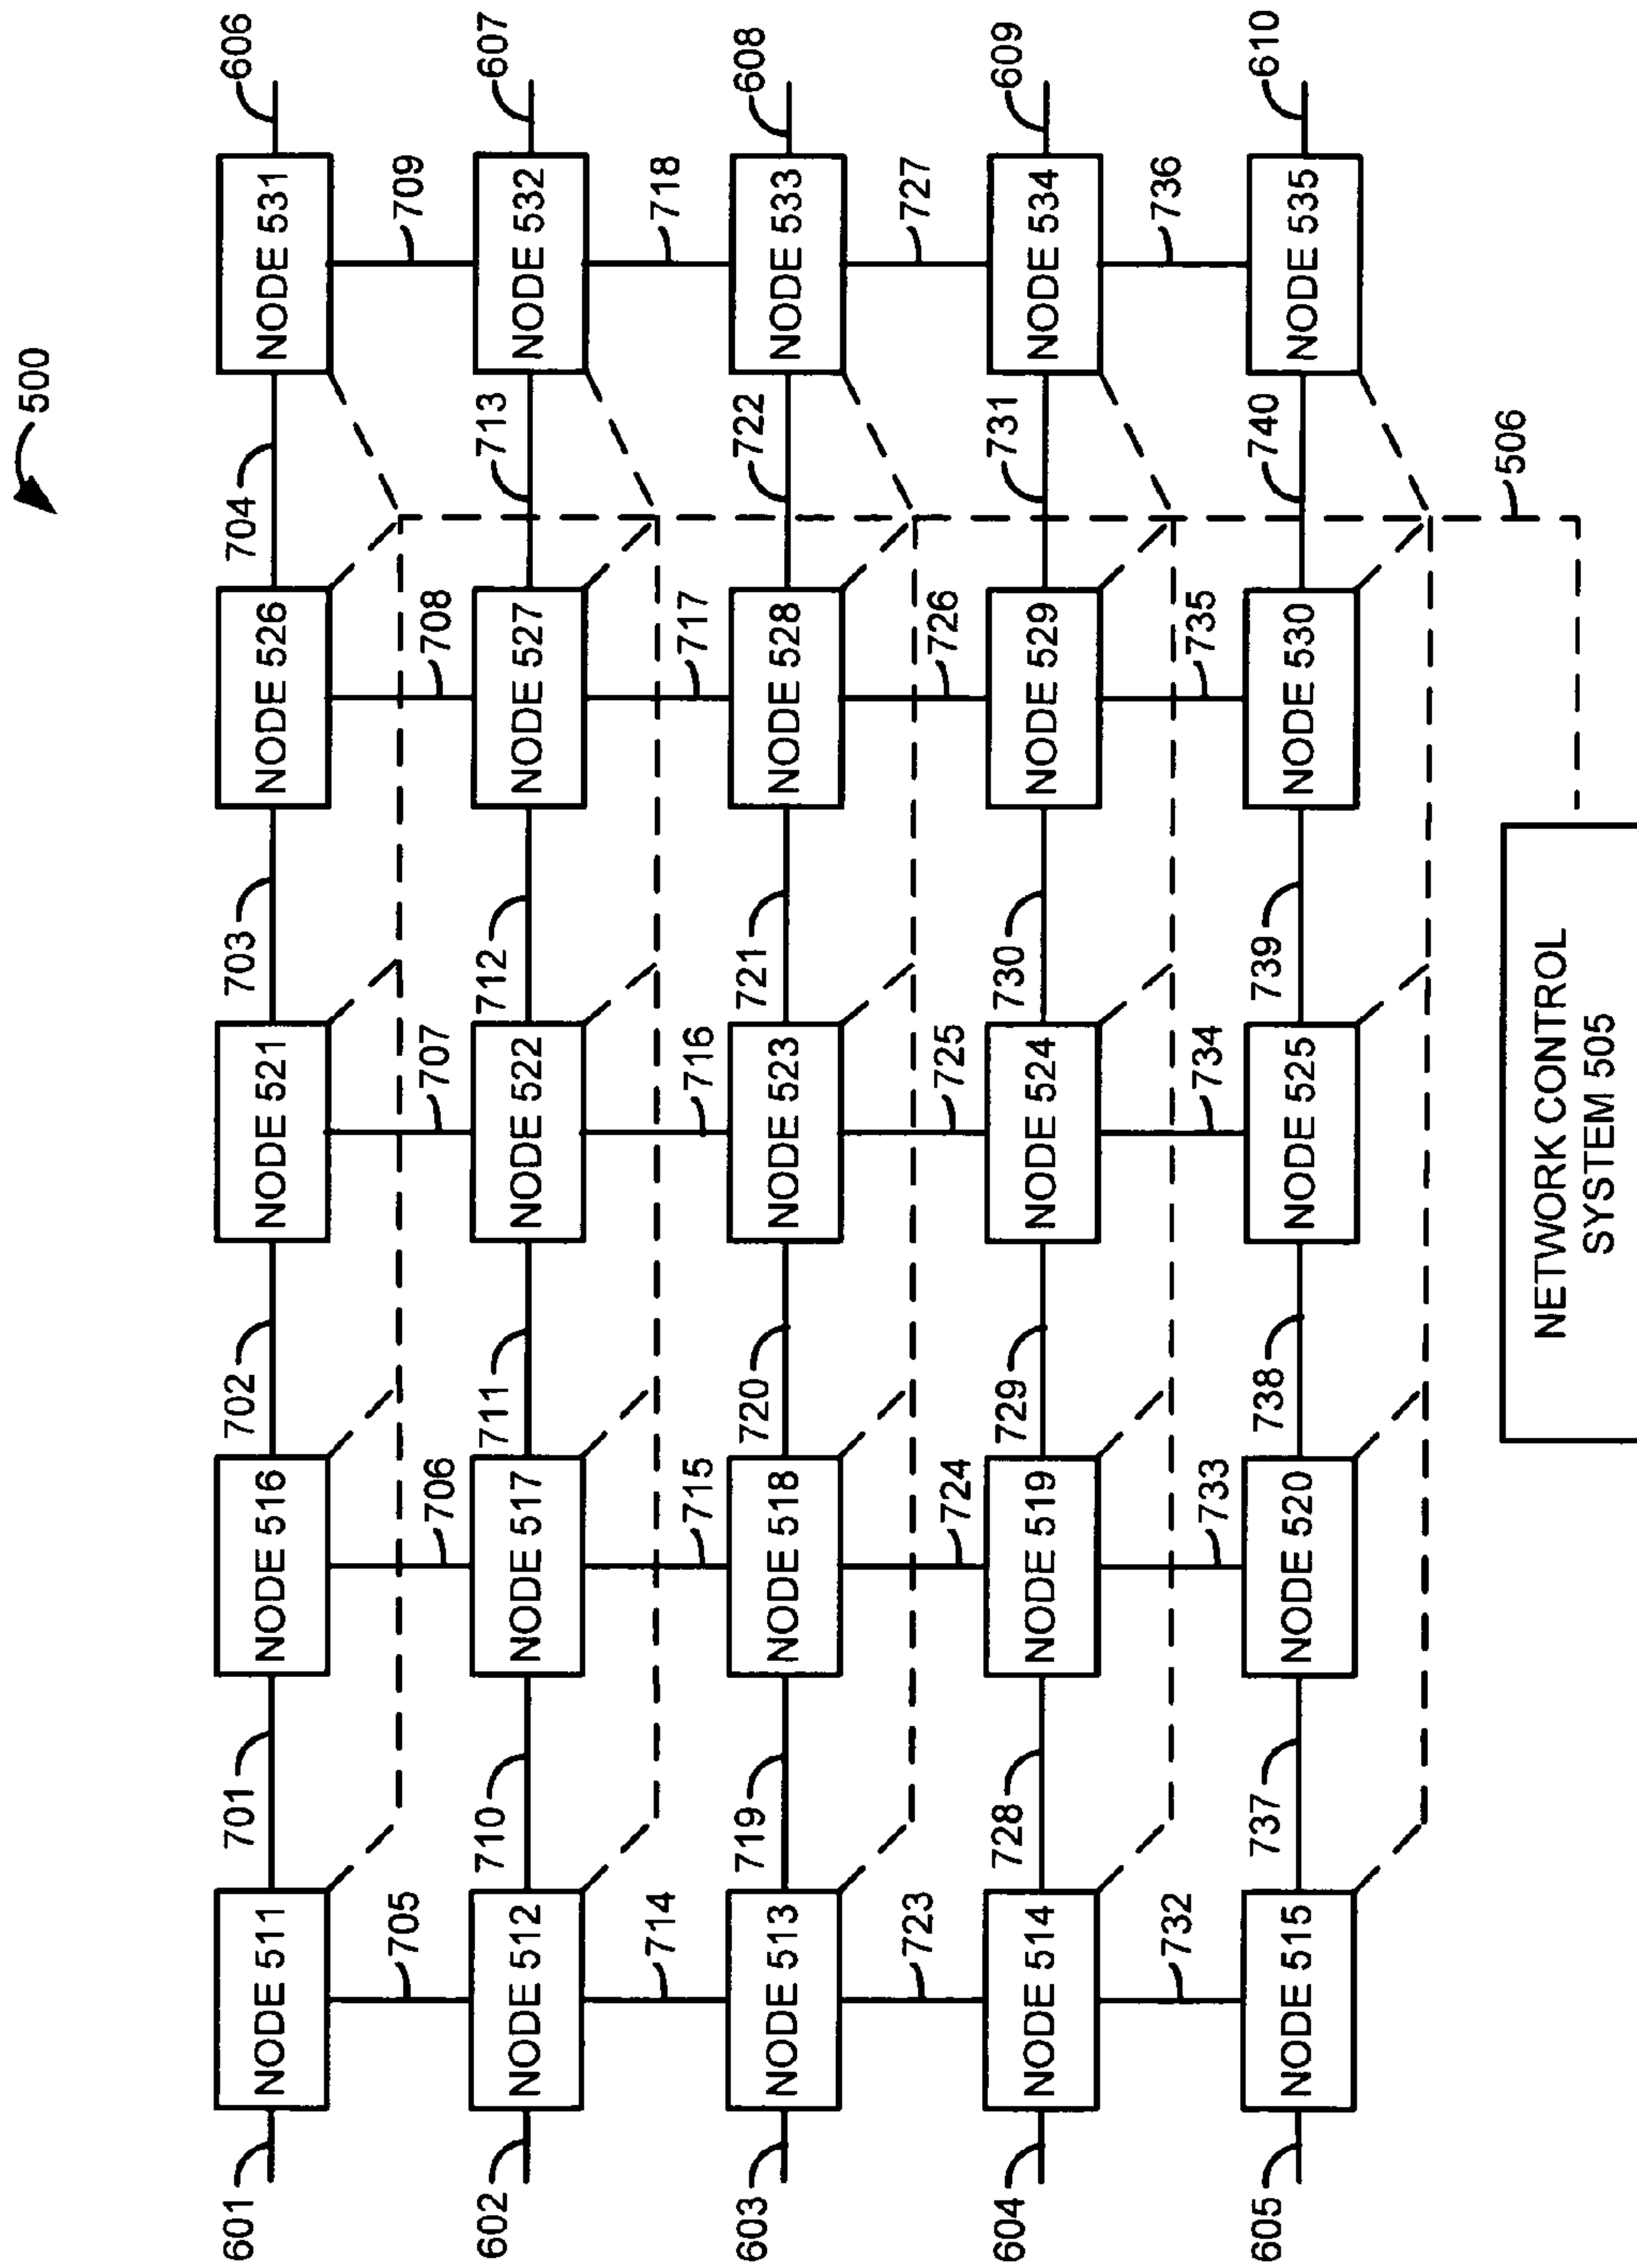 500
601
NODE 511
701
NODE 516
702
NODE 521
703
NODE 526
704
NODE 531
606
705
706
707
708
709
602
NODE 512
710
NODE 517
711
NODE 522
712
NODE 527
713
NODE 532
607
714
715
716
717
718
603
NODE 513
719
NODE 518
720
NODE 523
721
NODE 528
722
NODE 533
608
723
724
725
726
727
604
NODE 514
728
NODE 519
729
NODE 524
730
NODE 529
731
NODE 534
609
732
733
734
735
736
605
NODE 515
737
NODE 520
738
NODE 525
739
NODE 530
740
NODE 535
610
506
NETWORK CONTROL
SYSTEM 505